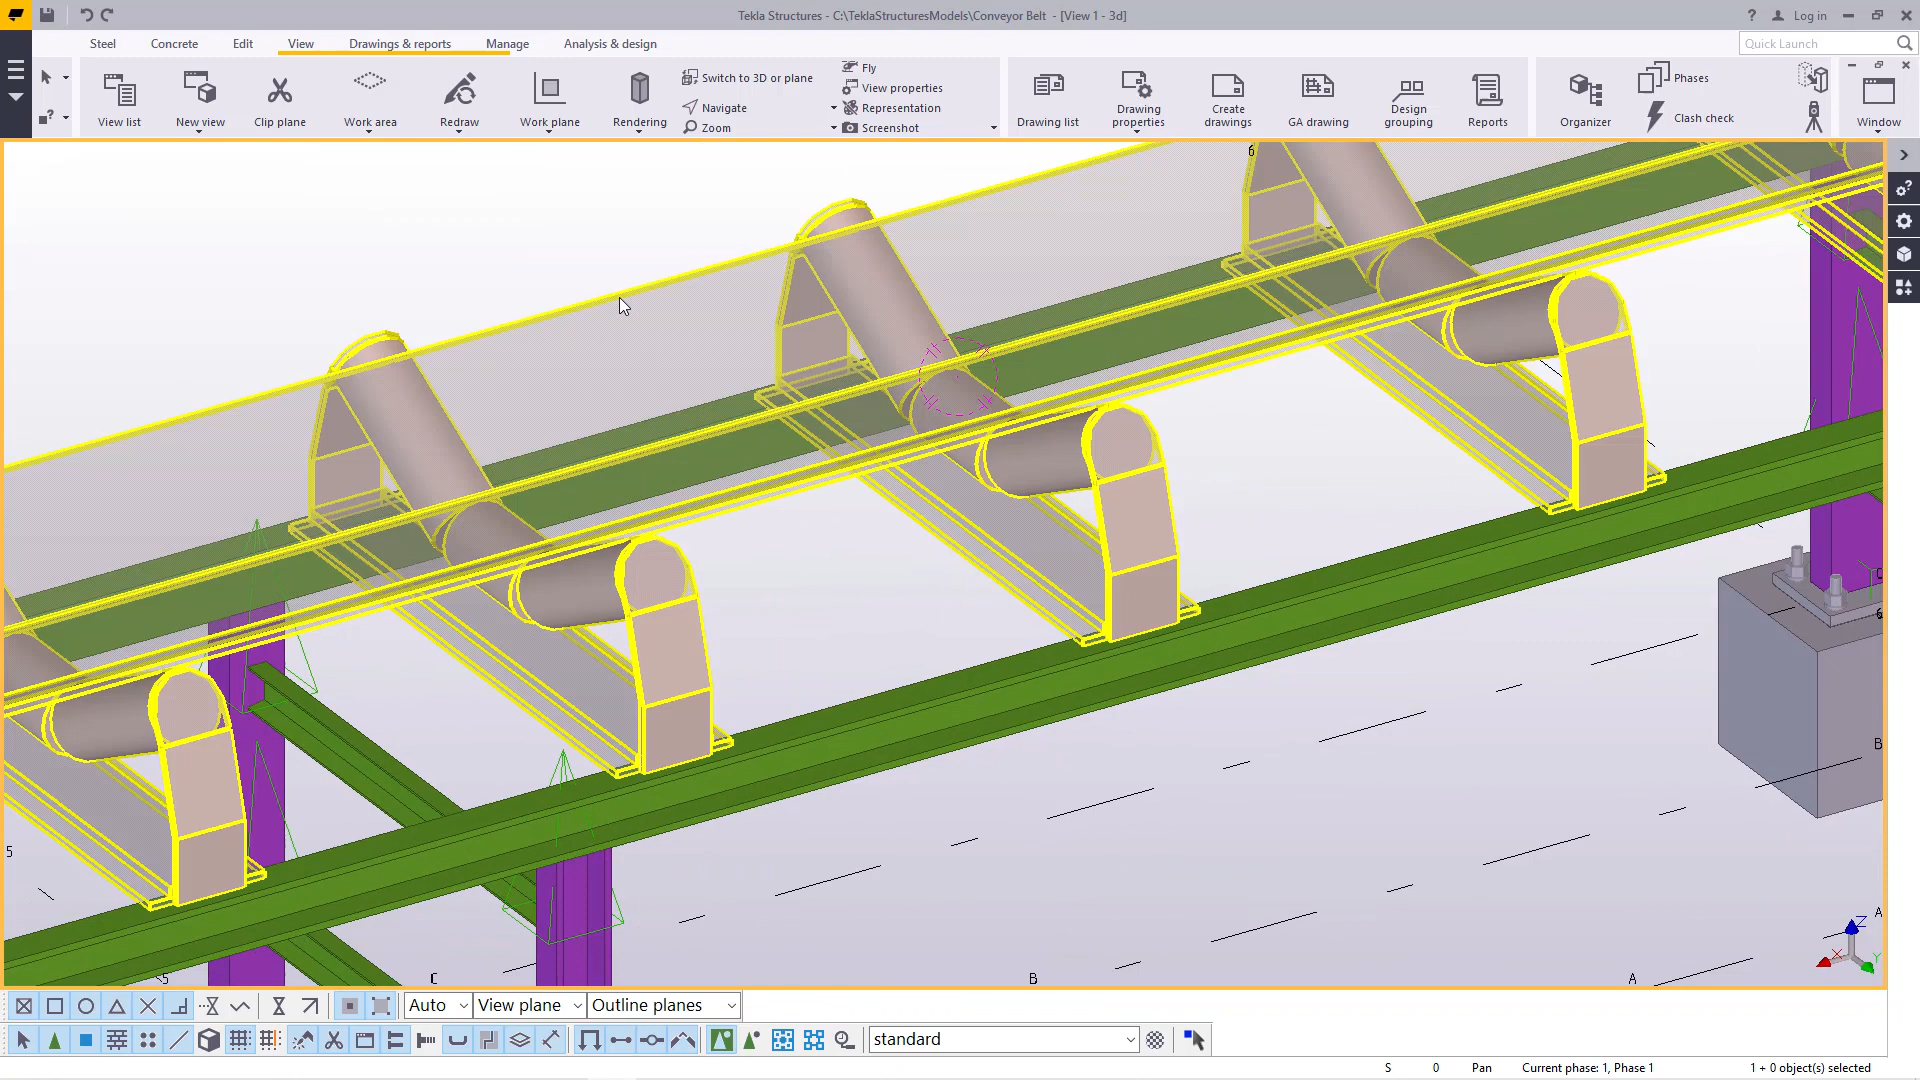 Tekla Structures - C:\TeklaStructuresModels\Conveyor Belt - [View 1 - 3d]
? Log in
Steel Concrete Edit View Drawings & reports Manage Analysis & design
Quick Launch
View list
New view
Clip plane
Work area
Redraw
Work plane
Rendering
Switch to 3D or plane
Navigate
Zoom
Fly
View properties
Representation
Screenshot
Drawing list
Drawing properties
Create drawings
GA drawing
Design grouping
Reports
Organizer
Phases
Clash check
Window
6
6
B
A
5
5
C
B
A
Z
X
Y
Auto View plane Outline planes
standard
S 0 Pan Current phase: 1, Phase 1 1 + 0 object(s) selected